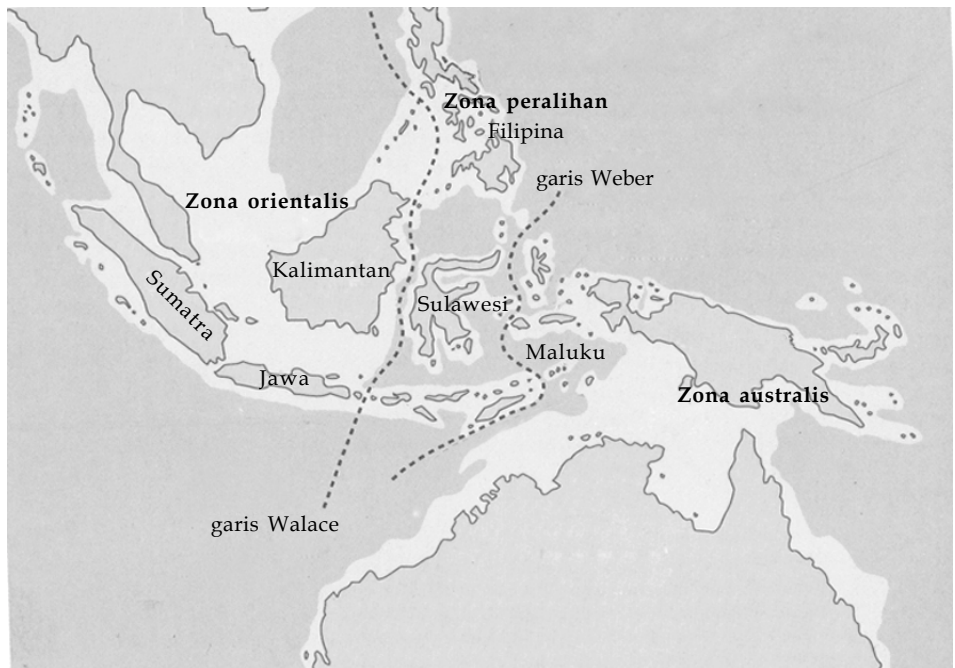 Zona peralihan
Filipina
garis Weber
Zona orientalis
Kalimantan
Sumatra
Sulawesi
Maluku
Jawa
Zona australis
garis Walace